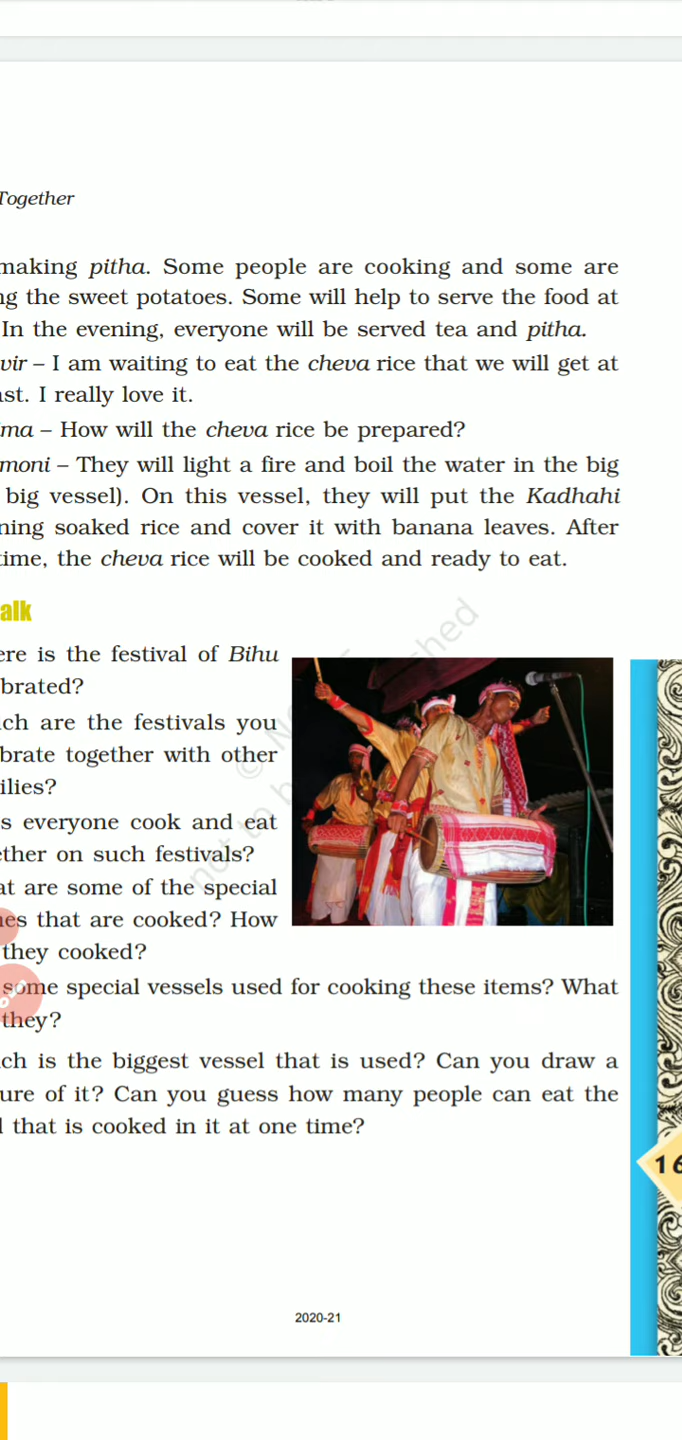 Together
making pitha. Some people are cooking and some are
ng the sweet potatoes. Some will help to serve the food at
In the evening, everyone will be served tea and pitha.
vir – I am waiting to eat the cheva rice that we will get at
ast. I really love it.
ma – How will the cheva rice be prepared?
moni – They will light a fire and boil the water in the big
big vessel). On this vessel, they will put the Kadhahi
ning soaked rice and cover it with banana leaves. After
time, the cheva rice will be cooked and ready to eat.
alk
ere is the festival of Bihu
brated?
ich are the festivals you
brate together with other
ilies?
s everyone cook and eat
ether on such festivals?
at are some of the special
hes that are cooked? How
they cooked?
some special vessels used for cooking these items? What
they?
ich is the biggest vessel that is used? Can you draw a
ure of it? Can you guess how many people can eat the
d that is cooked in it at one time?
16
2020-21